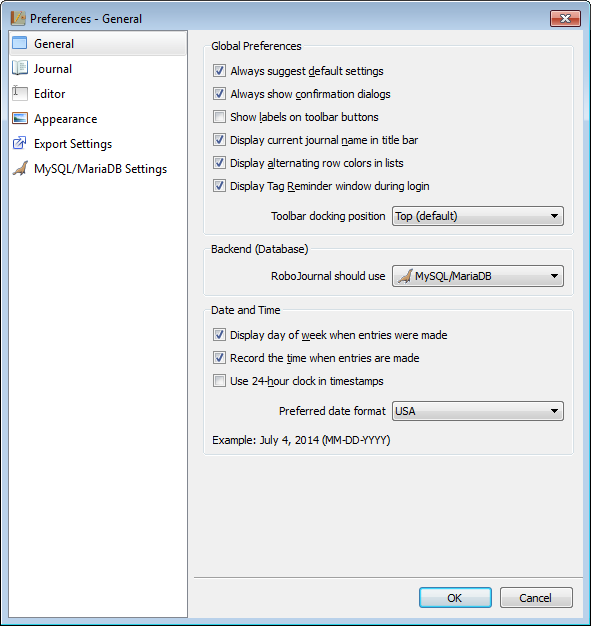 Preferences - General
General
Journal
Editor
Appearance
Export Settings
MySQL/MariaDB Settings
Global Preferences
Always suggest default settings
Always show confirmation dialogs
Show labels on toolbar buttons
Display current journal name in title bar
Display alternating row colors in lists
Display Tag Reminder window during login
Toolbar docking position Top (default)
Backend (Database)
RoboJournal should use MySQL/MariaDB
Date and Time
Display day of week when entries were made
Record the time when entries are made
Use 24-hour clock in timestamps
Preferred date format USA
Example: July 4, 2014 (MM-DD-YYYY)
OK Cancel